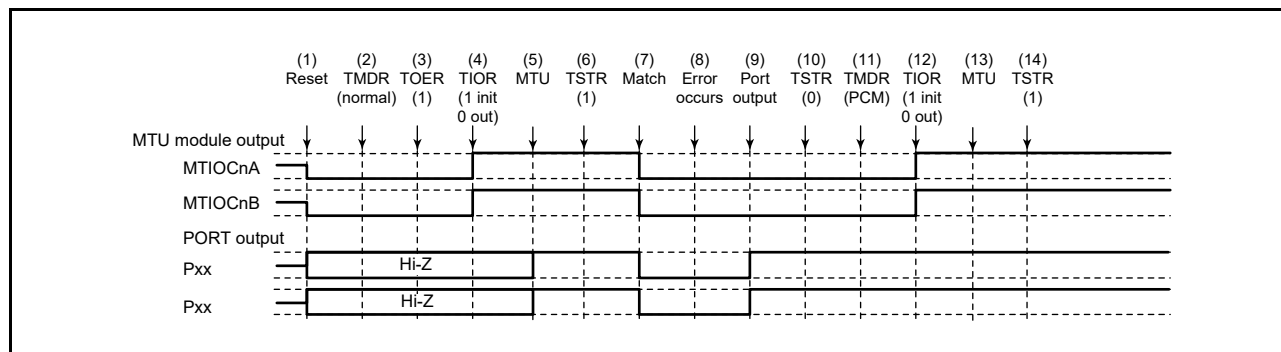 (1) (2) (3) (4) (5) (6) (7) (8) (9) (10) (11) (12) (13) (14)
Reset TMDR TOER TIOR MTU TSTR Match Error Port TSTR TMDR TIOR MTU TSTR
(normal) (1) (1 init (1) occurs output (0) (PCM) (1 init (1)
0 out) 0 out)
MTU module output
MTIOCnA
MTIOCnB
PORT output
Pxx Hi-Z
Pxx Hi-Z